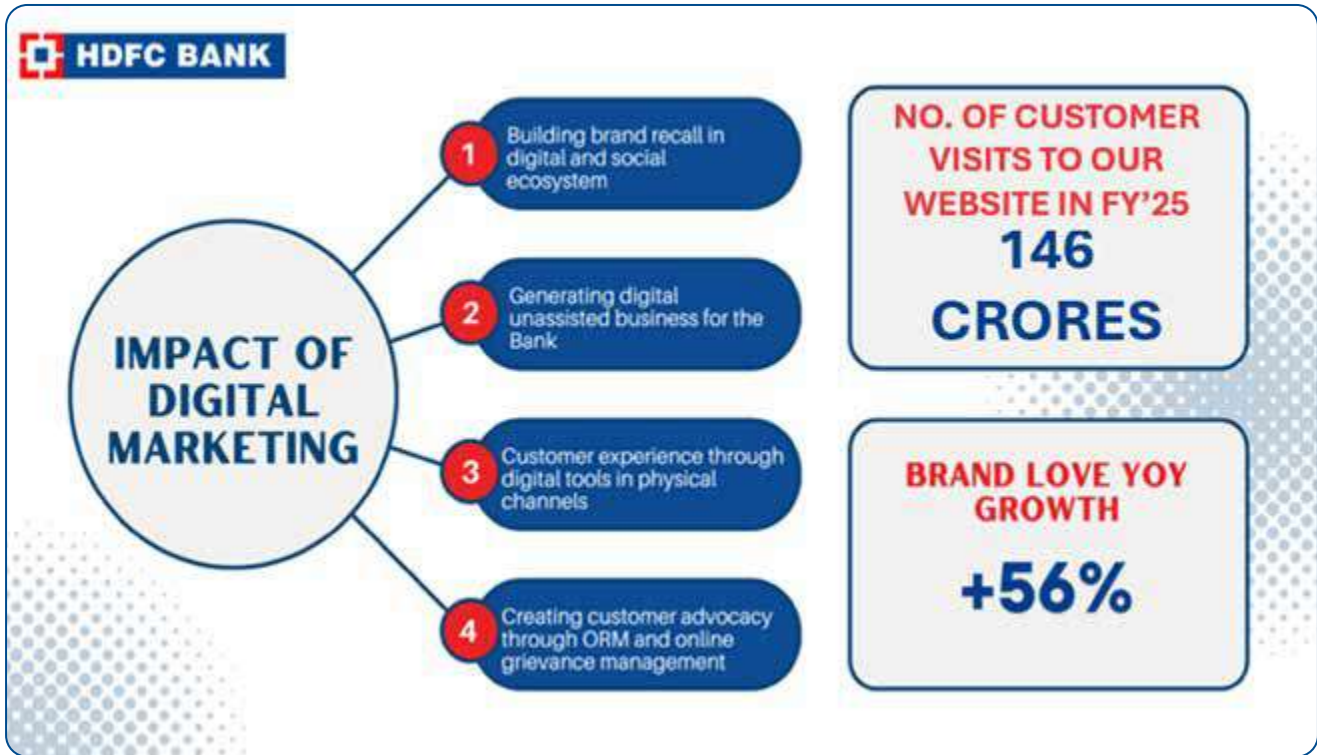 HDFC BANK
IMPACT OF
DIGITAL
MARKETING
1
Building brand recall in
digital and social
ecosystem
2
Generating digital
unassisted business for the
Bank
3
Customer experience through
digital tools in physical
channels
4
Creating customer advocacy
through ORM and online
grievance management
NO. OF CUSTOMER
VISITS TO OUR
WEBSITE IN FY’25
146
CRORES
BRAND LOVE YOY
GROWTH
+56%